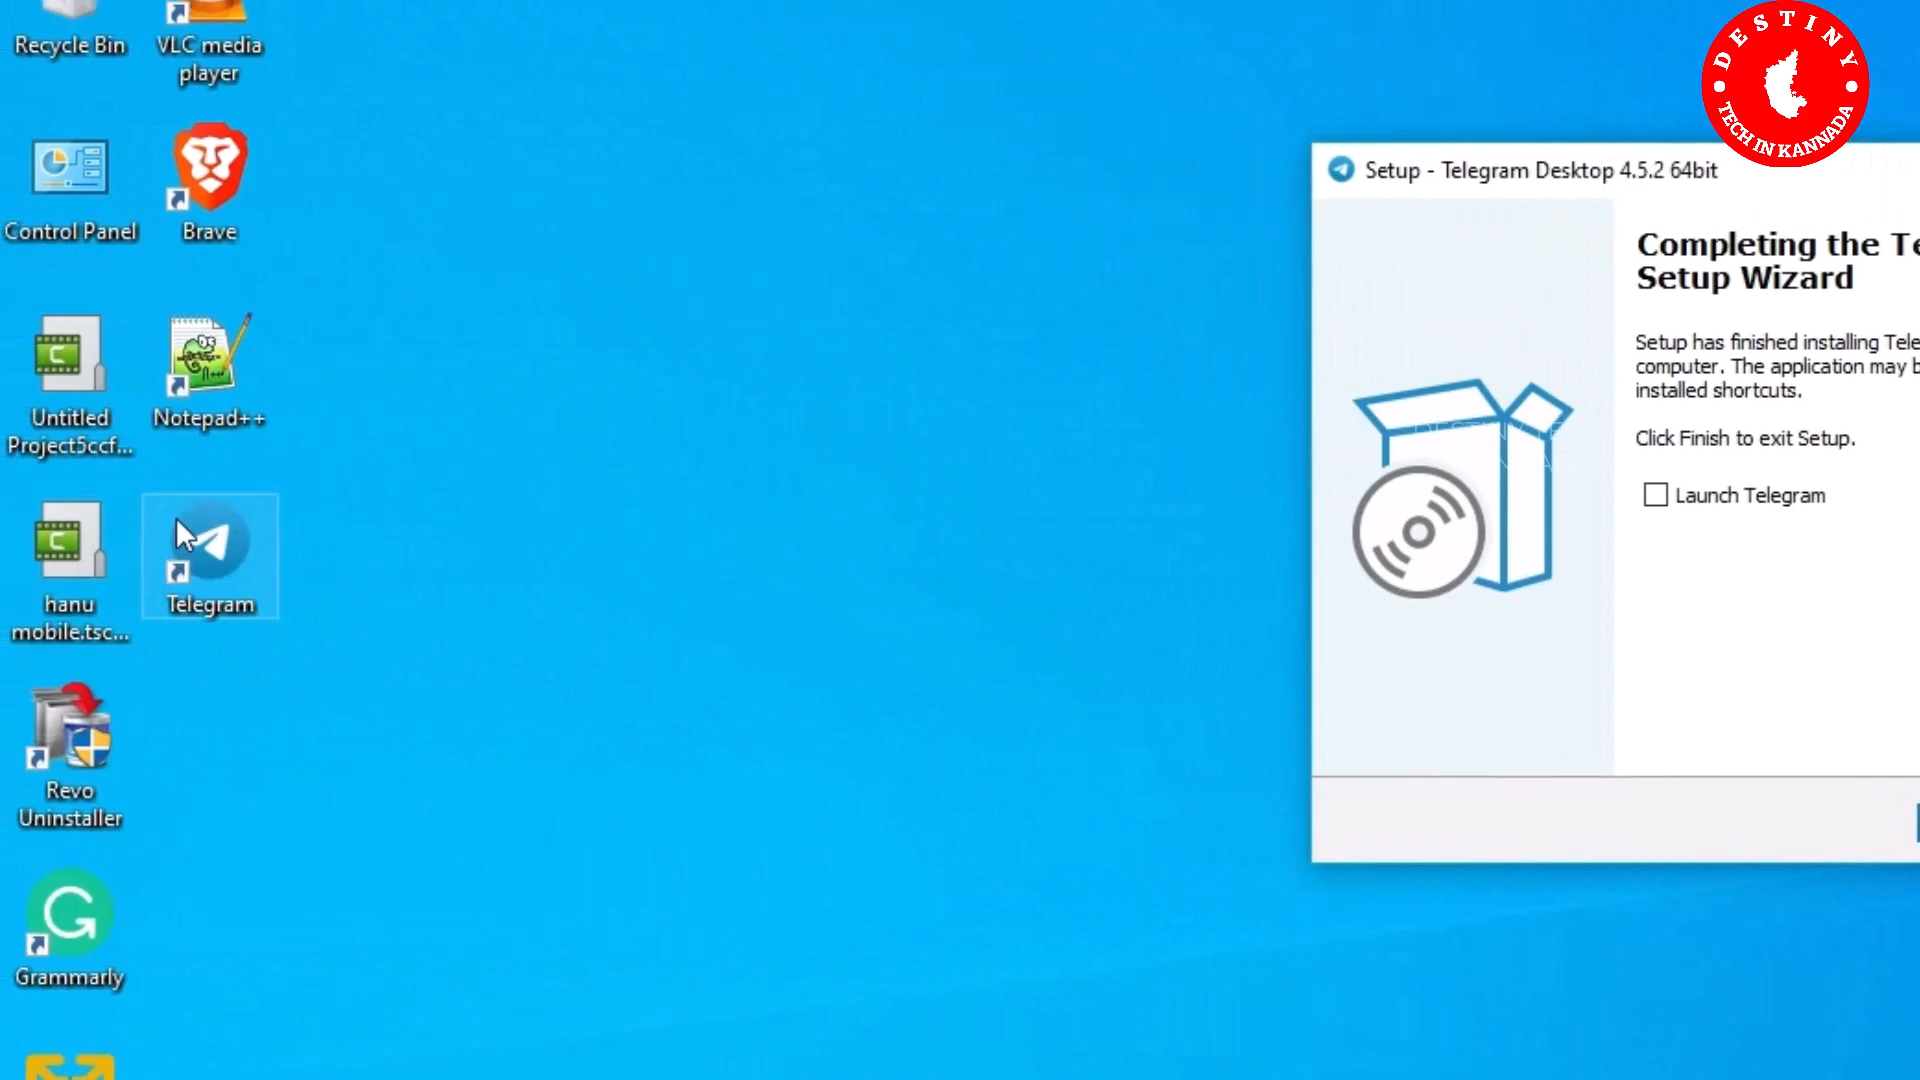 Recycle Bin
VLC media
player
Control Panel
Brave
Untitled
Project5ccf...
Notepad++
hanu
mobile.tsc...
Telegram
Revo
Uninstaller
Grammarly
DESTINY
TECH IN KANNADA
Setup - Telegram Desktop 4.5.2 64bit
Completing the Te
Setup Wizard
Setup has finished installing Tele
computer. The application may b
installed shortcuts.
Click Finish to exit Setup.
Launch Telegram